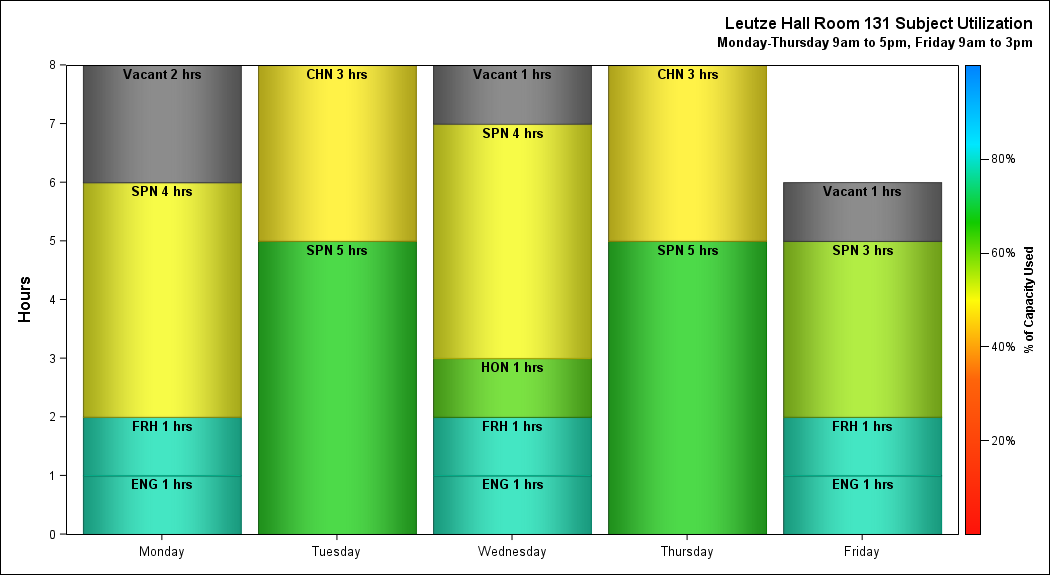 Leutze Hall Room 131 Subject Utilization
Monday-Thursday 9am to 5pm, Friday 9am to 3pm
Hours
8
7
6
5
4
3
2
1
0
Vacant 2 hrs
SPN 4 hrs
FRH 1 hrs
ENG 1 hrs
CHN 3 hrs
SPN 5 hrs
Vacant 1 hrs
SPN 4 hrs
HON 1 hrs
FRH 1 hrs
ENG 1 hrs
CHN 3 hrs
SPN 5 hrs
Vacant 1 hrs
SPN 3 hrs
FRH 1 hrs
ENG 1 hrs
Monday
Tuesday
Wednesday
Thursday
Friday
80%
60%
40%
20%
% of Capacity Used